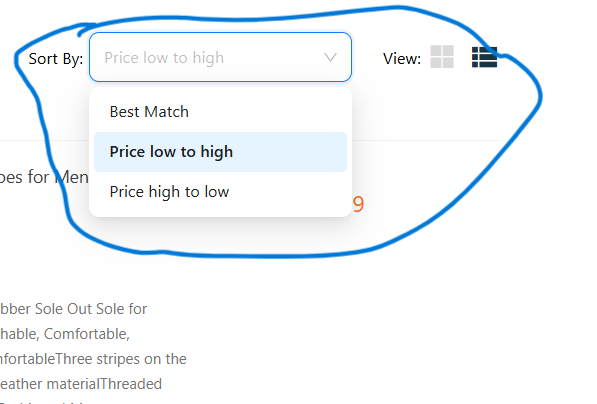 Sort By: Price low to high View:
Best Match
Price low to high
Price high to low
pes for Men
9
bber Sole Out Sole for
hable, Comfortable,
mfortableThree stripes on the
eather materialThreaded